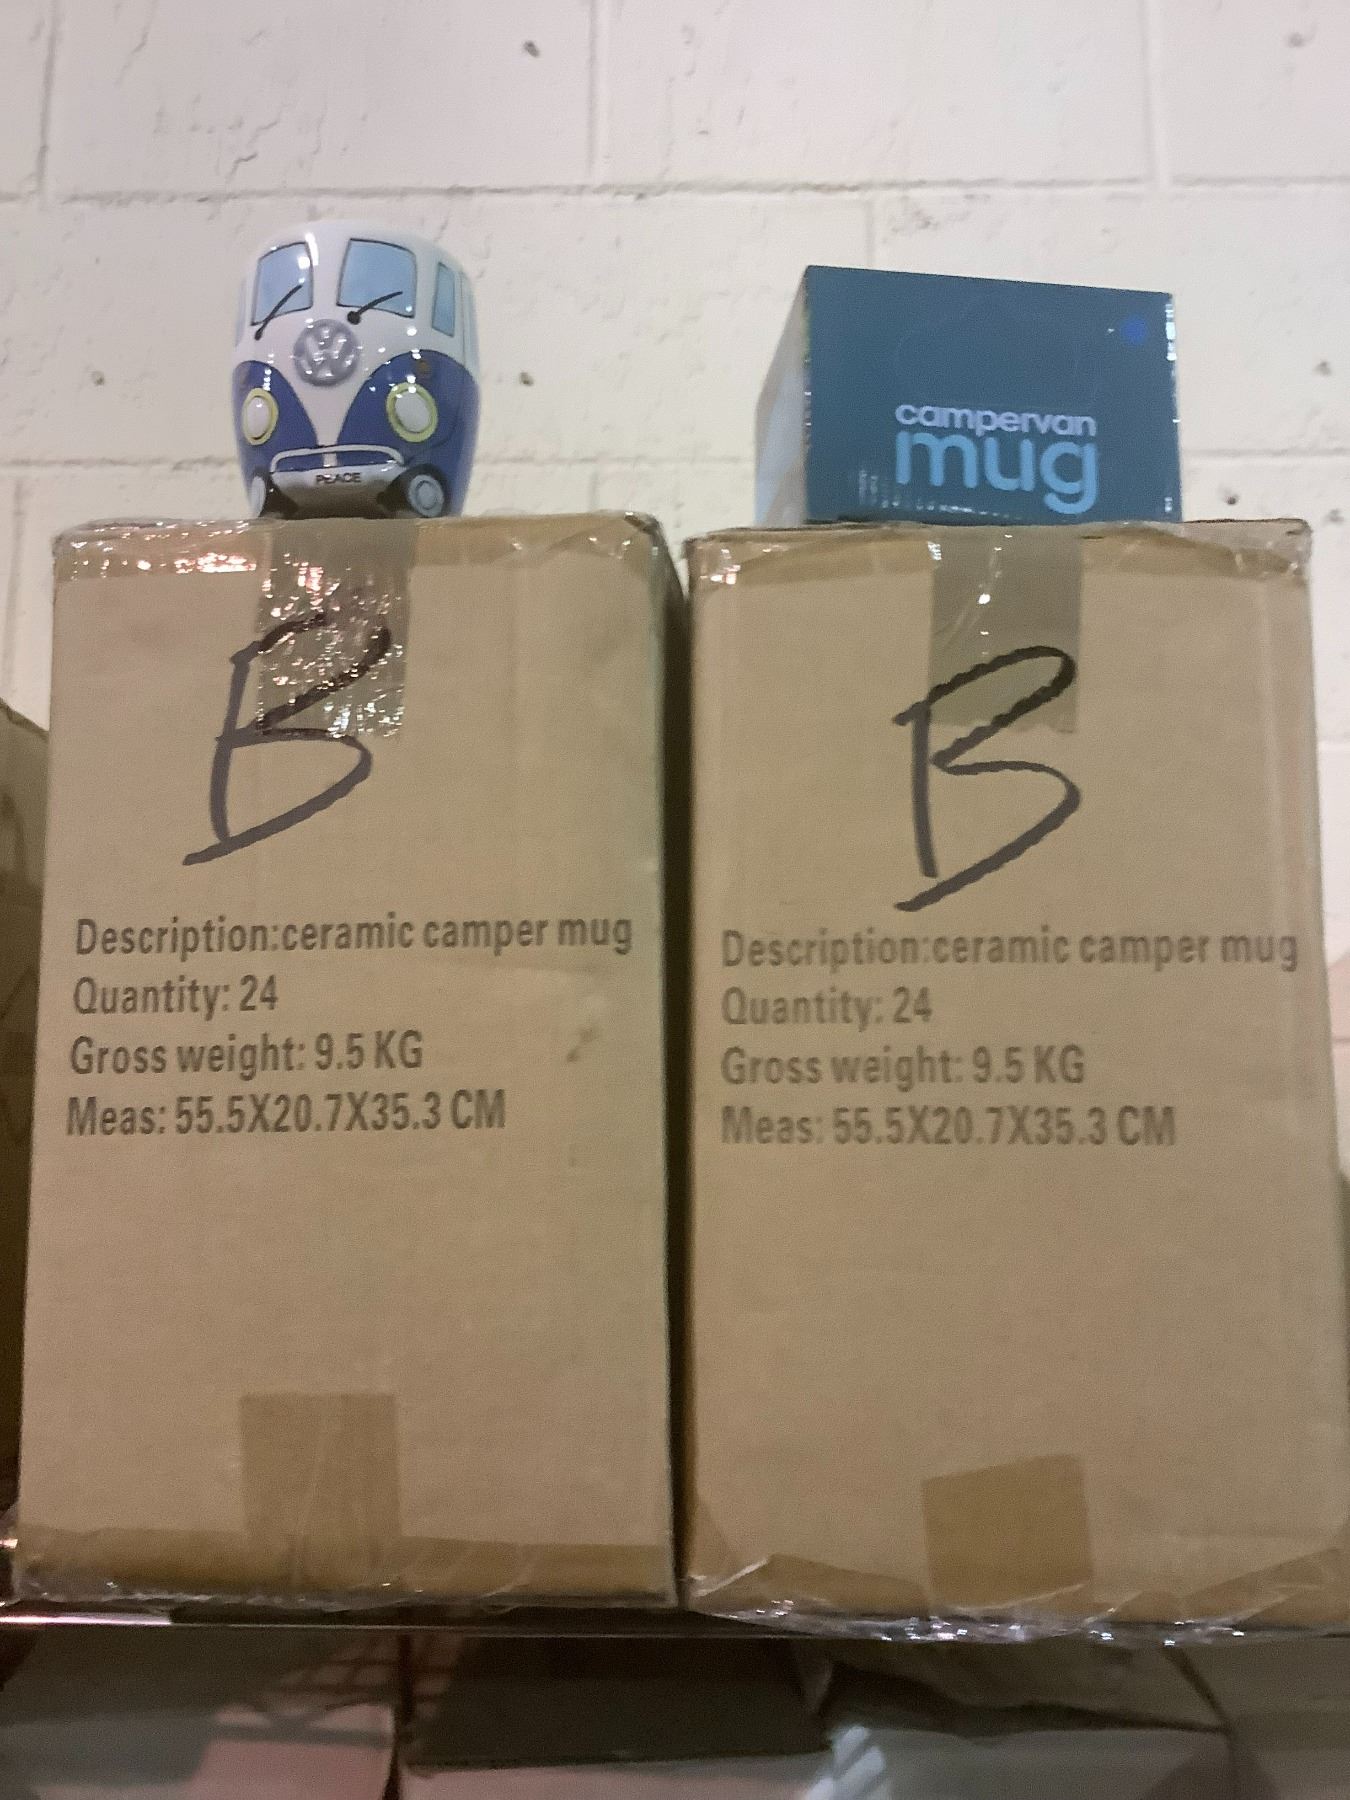 VW
PEACE
campervan
mug
B
Description:ceramic camper mug
Quantity: 24
Gross weight: 9.5 KG
Meas: 55.5X20.7X35.3 CM
B
Description:ceramic camper mug
Quantity: 24
Gross weight: 9.5 KG
Meas: 55.5X20.7X35.3 CM